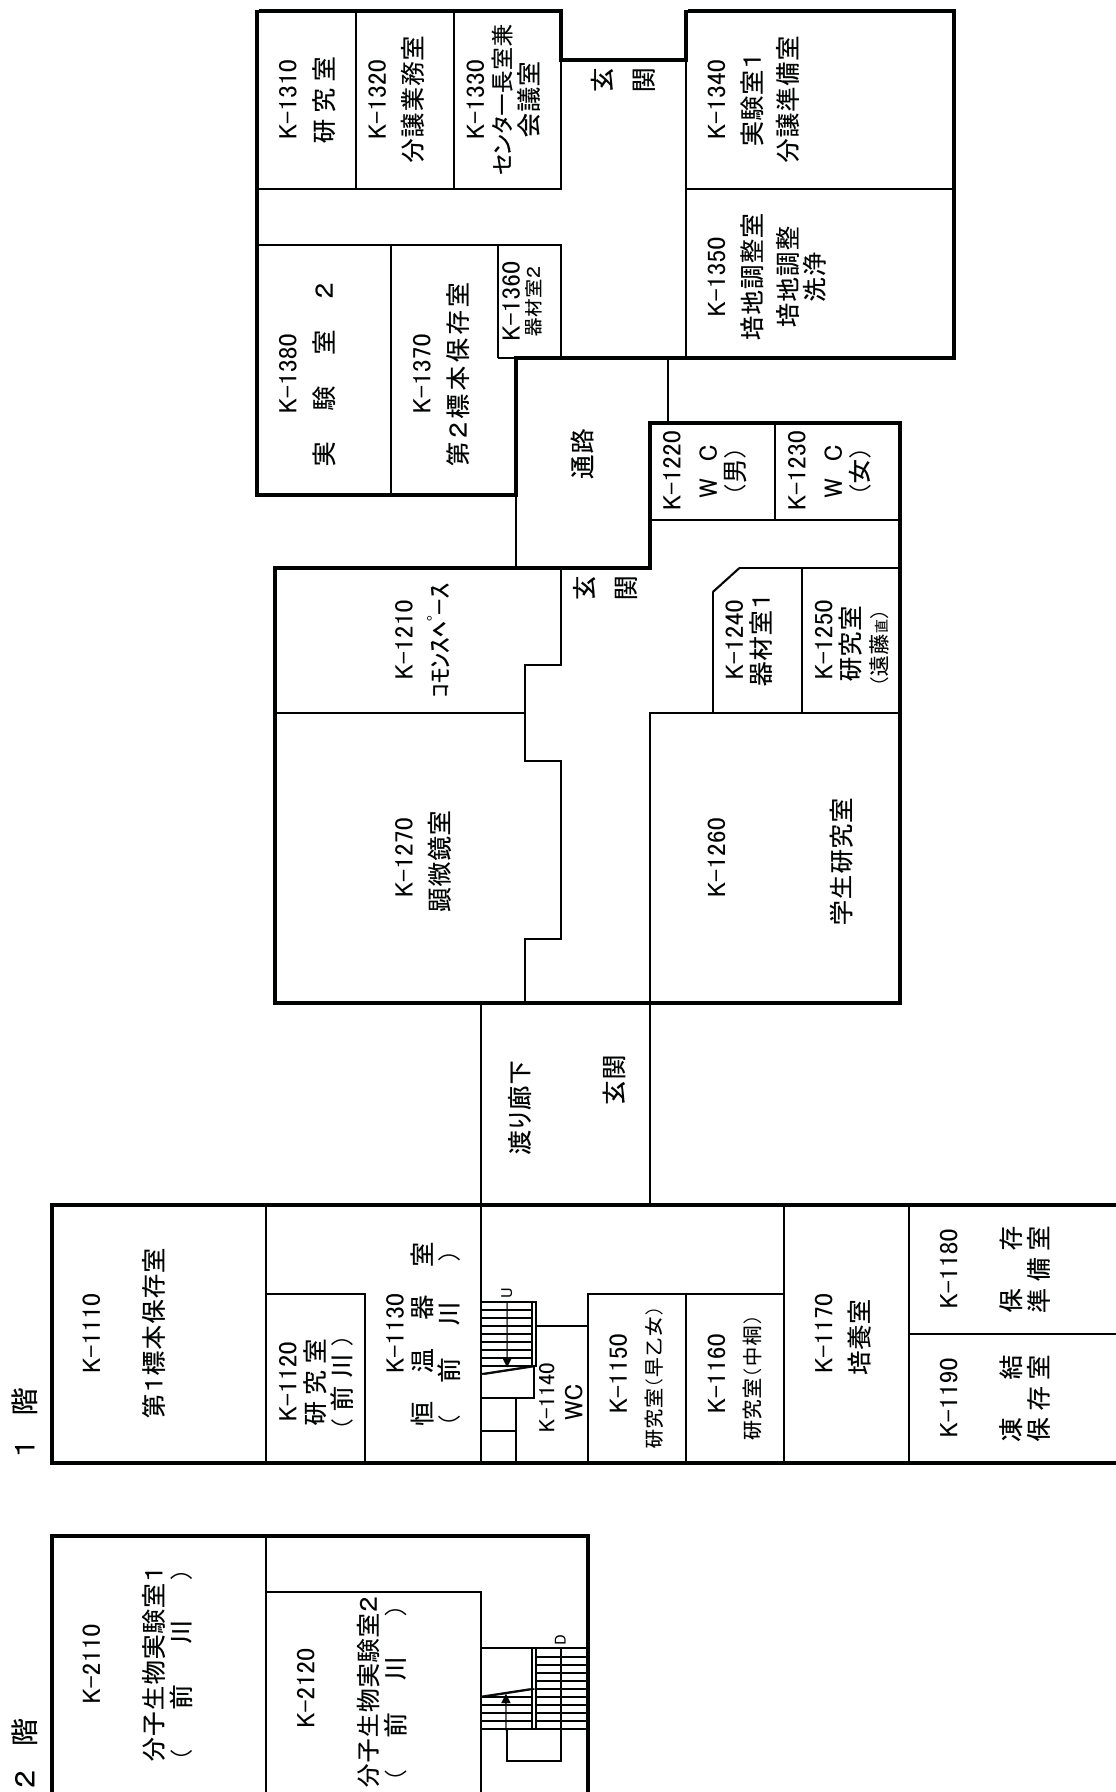 2 階
K-2110
分子生物実験室1
( 前 川 )
K-2120
分子生物実験室2
( 前 川 )
D
1 階
K-1110
第1標本保存室
K-1120
研究室
(前川)
K-1130
恒 温 器 室
( 前 川 )
U
K-1140
WC
K-1150
研究室(早乙女)
K-1160
研究室(中桐)
K-1170
培養室
K-1180
保 存
準 備 室
K-1190
凍 結
保 存 室
渡り廊下
玄関
K-1270
顕微鏡室
K-1210
コモンスペース
玄
関
K-1260
学生研究室
K-1240
器材室1
K-1250
研究室
(遠藤直)
K-1220
W C
(男)
K-1230
W C
(女)
通路
K-1380
実 験 室 2
K-1370
第2標本保存室
K-1360
器材室2
K-1310
研究室
K-1320
分譲業務室
K-1330
センター長室兼
会議室
玄
関
K-1350
培地調整室
培地調整
洗浄
K-1340
実験室1
分譲準備室